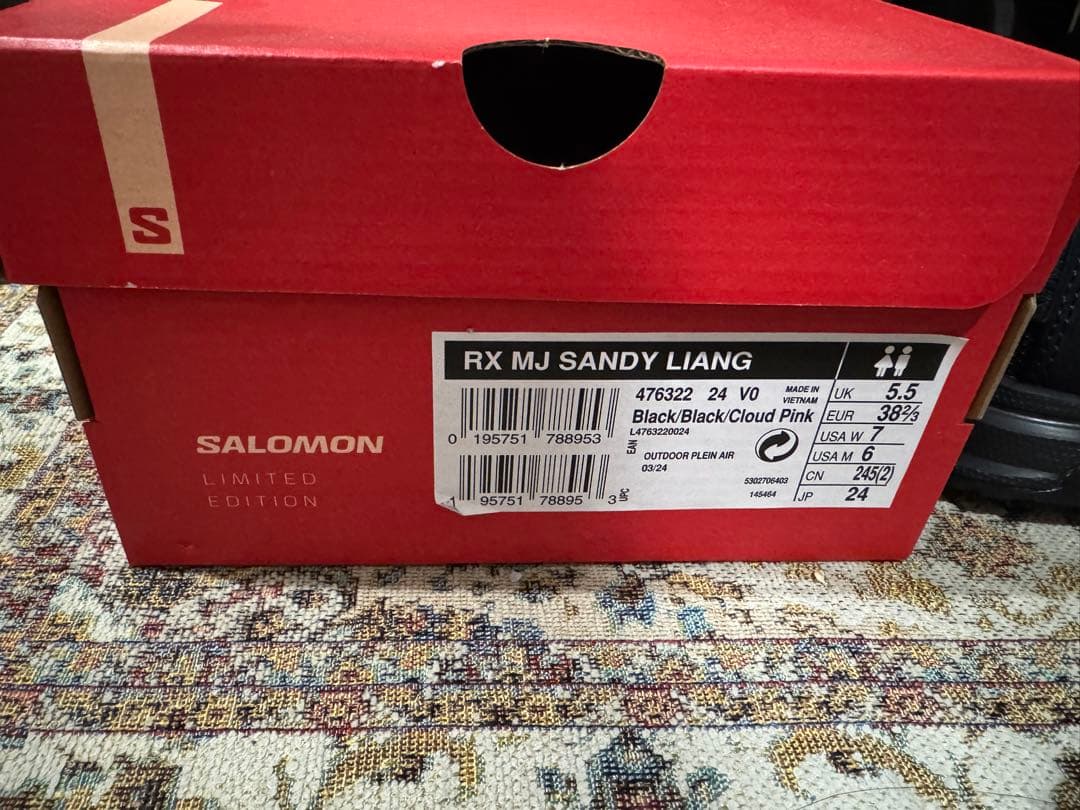 S
SALOMON
LIMITED
EDITION
RX MJ SANDY LIANG
476322 24 V0
MADE IN
VIETNAM
Black/Black/Cloud Pink
L4763220024
OUTDOOR PLEIN AIR
03/24
5302706403
145464
0 195751 788953
EAN
1 95751 78895 3
UPC
UK 5.5
EUR 38⅔
USA W 7
USA M 6
CN 245(2)
JP 24